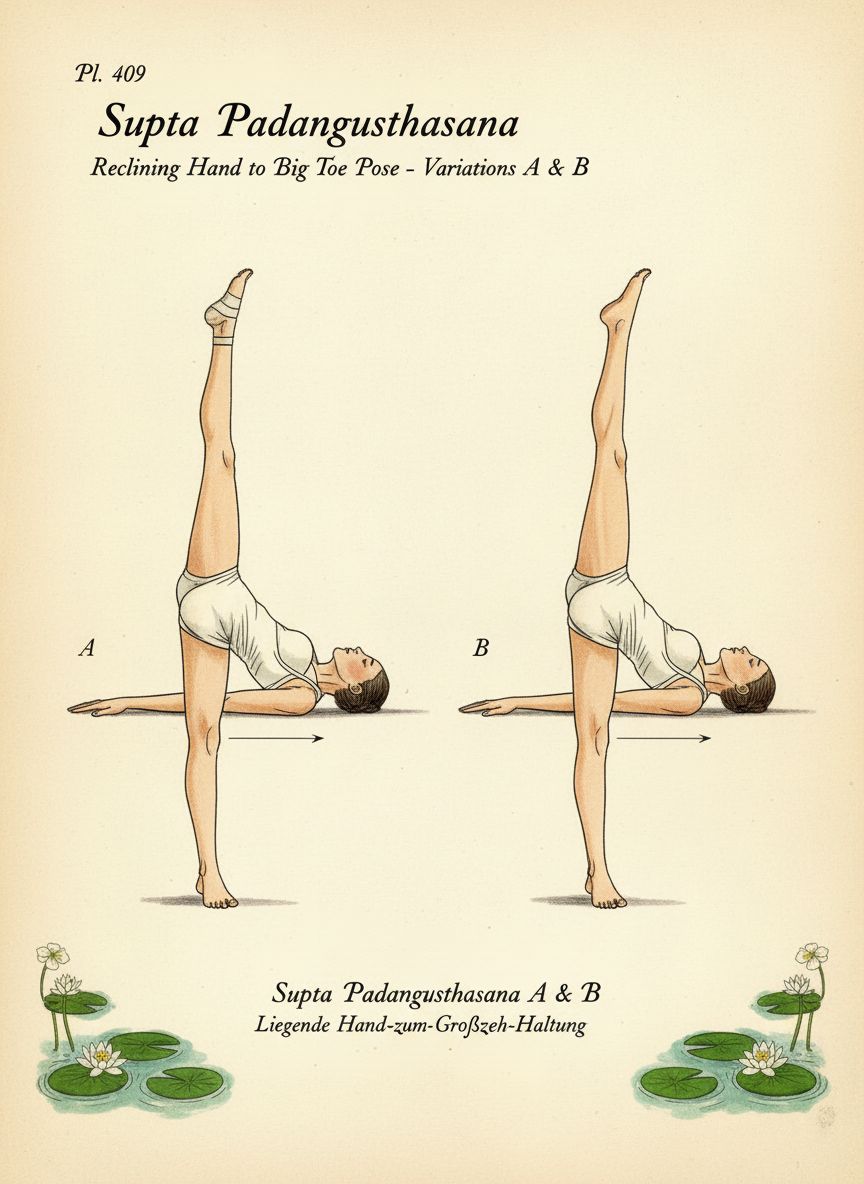 Pl. 409
Supta Padangusthasana
Reclining Hand to Big Toe Pose - Variations A & B
A
B
Supta Padangusthasana A & B
Liegende Hand-zum-Großzeh-Haltung